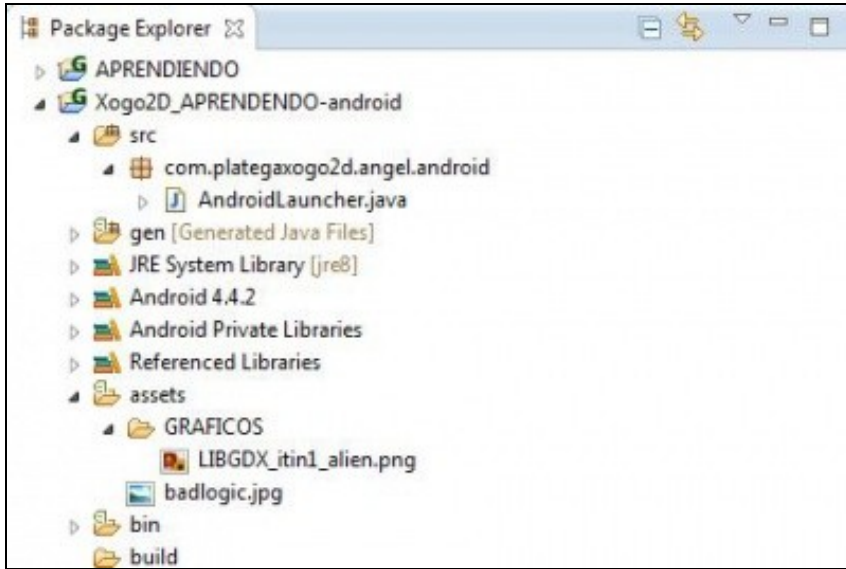 Package Explorer
APRENDIENDO
Xogo2D_APRENDENDO-android
src
com.plategaxogo2d.angel.android
AndroidLauncher.java
gen [Generated Java Files]
JRE System Library [jre8]
Android 4.4.2
Android Private Libraries
Referenced Libraries
assets
GRAFICOS
LIBGDX_itin1_alien.png
badlogic.jpg
bin
build